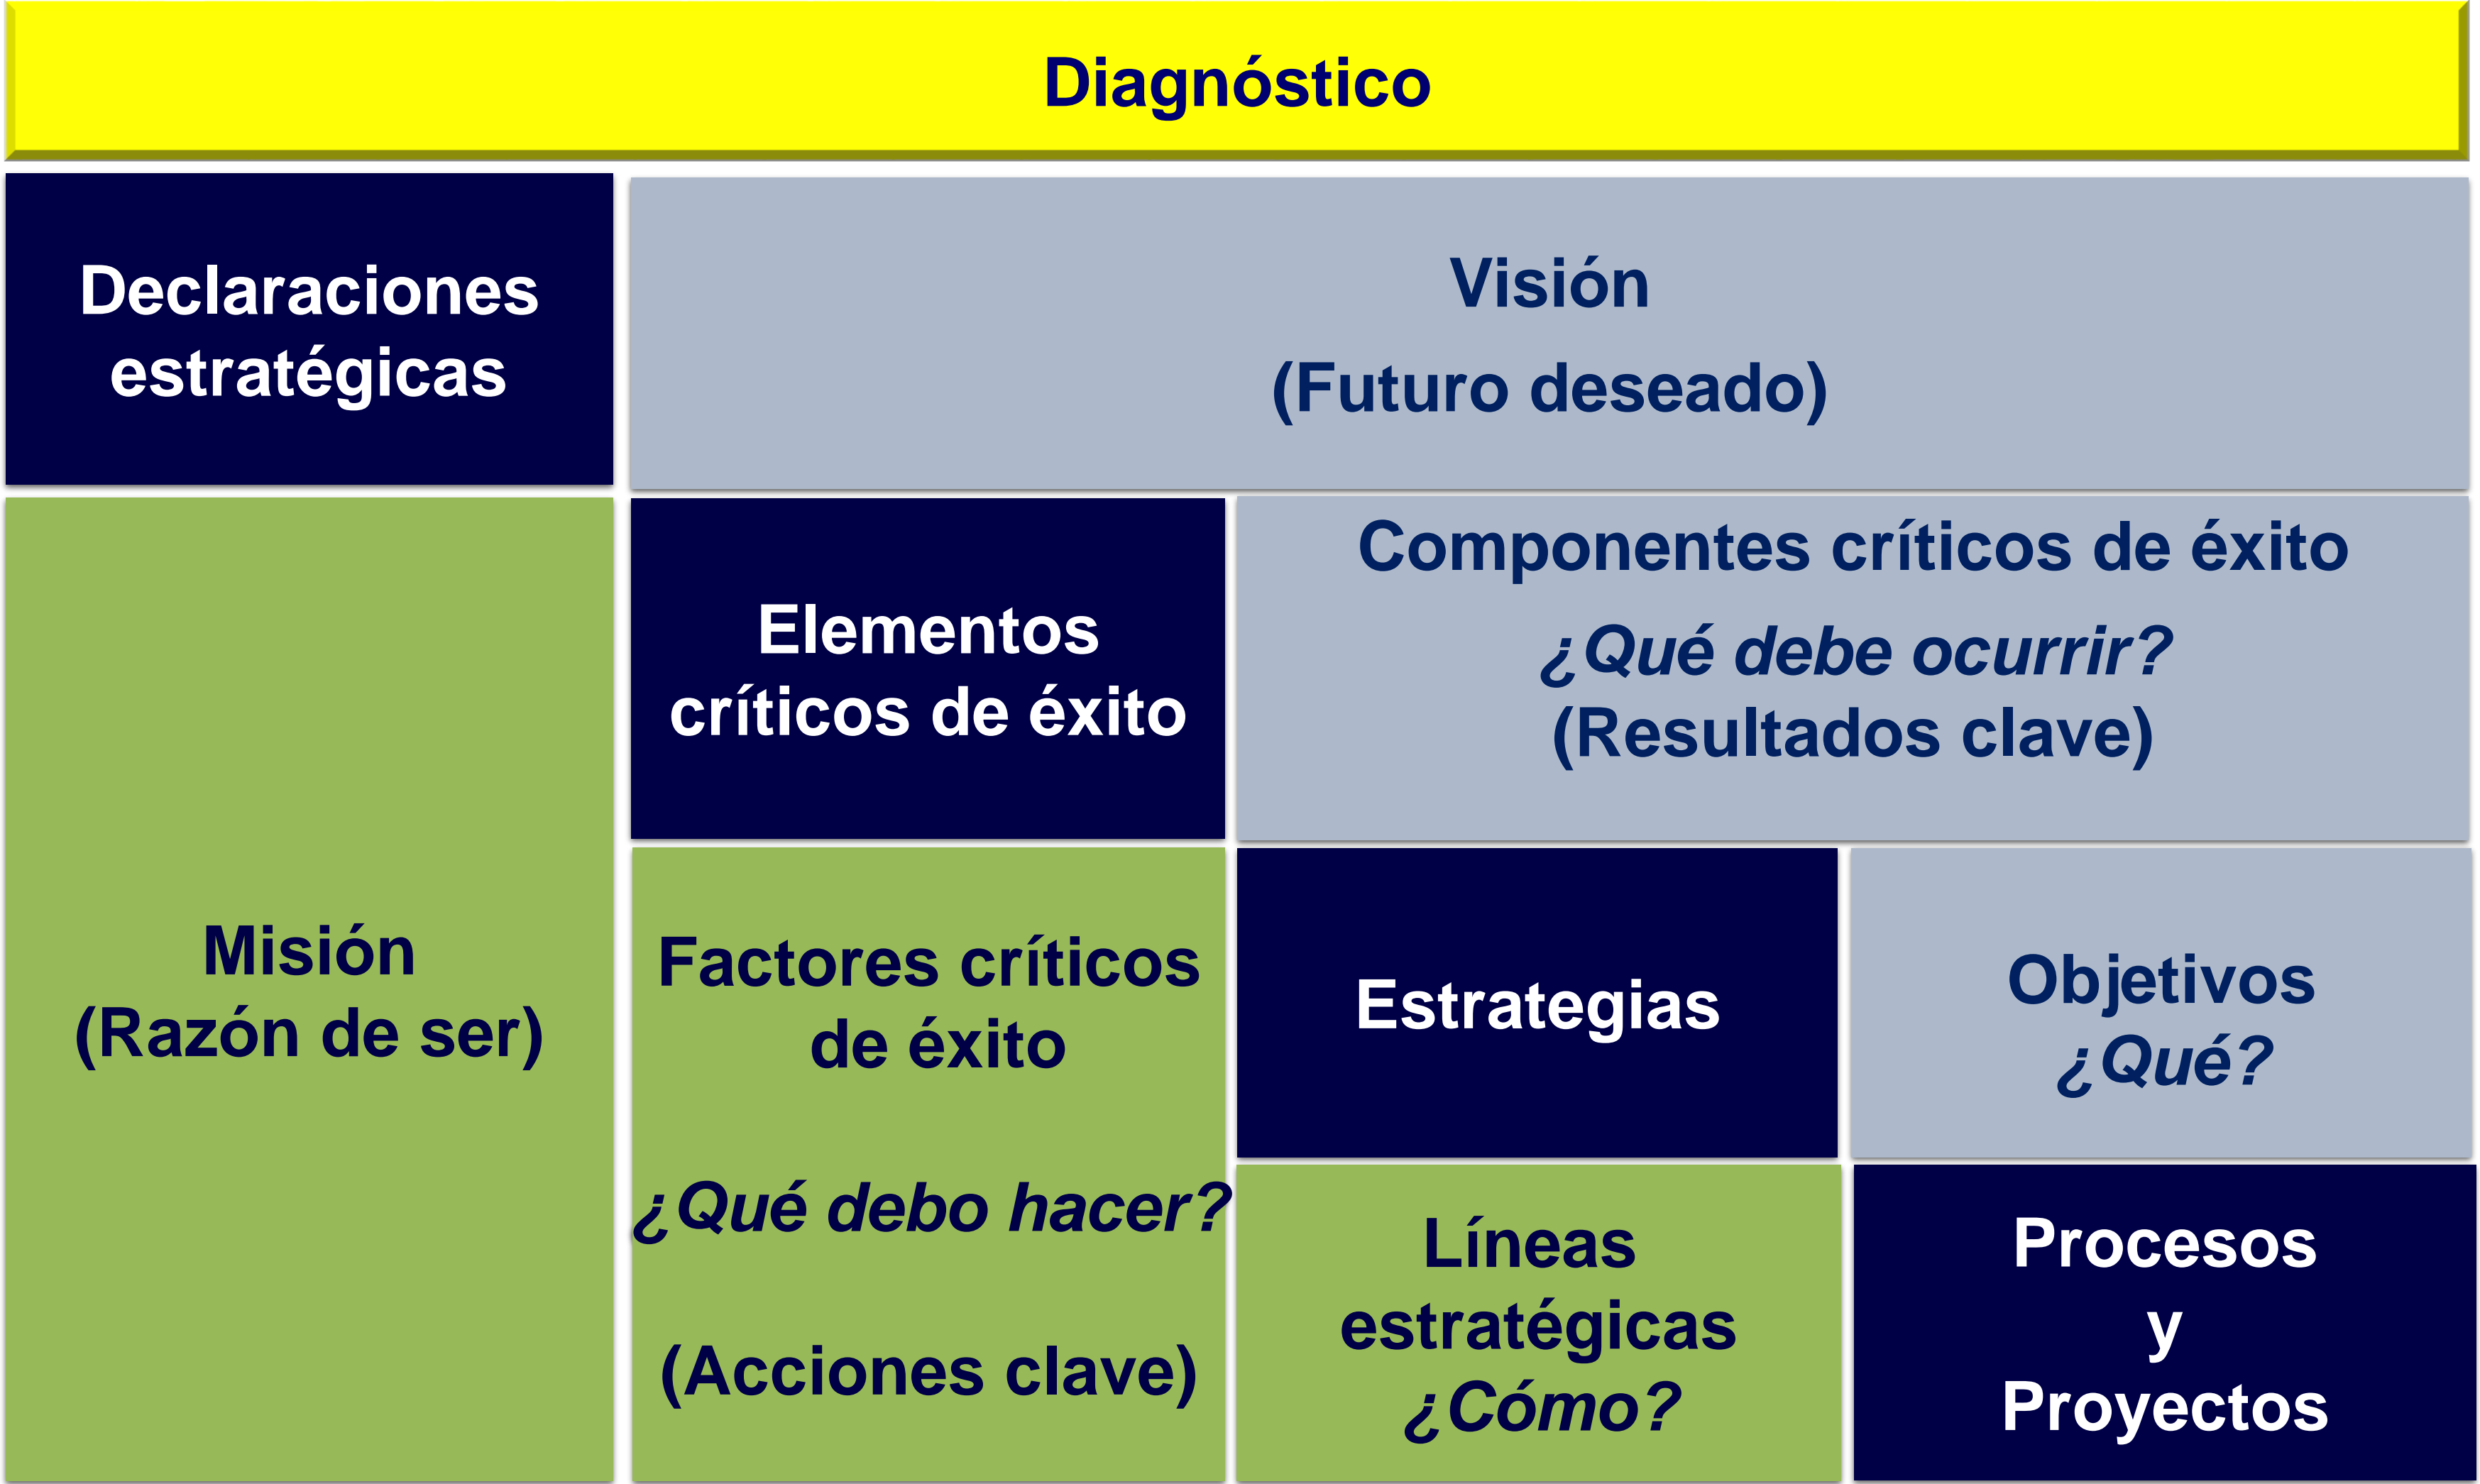 Diagnóstico
Declaraciones
estratégicas
Visión
(Futuro deseado)
Elementos
críticos de éxito
Componentes críticos de éxito
¿Qué debe ocurrir?
(Resultados clave)
Misión
(Razón de ser)
Factores críticos
de éxito
¿Qué debo hacer?
(Acciones clave)
Estrategias
Objetivos
¿Qué?
Líneas
estratégicas
¿Cómo?
Procesos
y
Proyectos